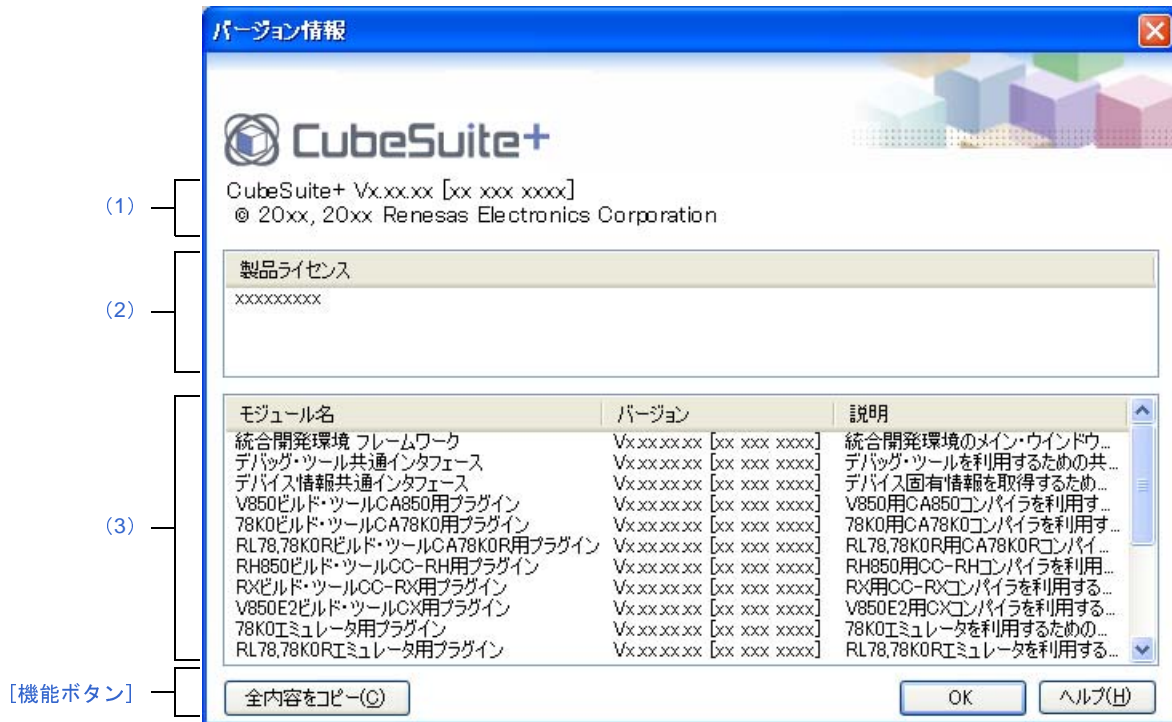 バージョン情報
CubeSuite+
(1)
CubeSuite+ Vx.xx.xx [xx xxx xxxx]
© 20xx, 20xx Renesas Electronics Corporation
(2)
製品ライセンス
xxxxxxxxx
(3)
モジュール名 バージョン 説明
統合開発環境 フレームワーク Vx.xx.xx.xx [xx xxx xxxx] 統合開発環境のメイン・ウインドウ...
デバッグ・ツール共通インタフェース Vx.xx.xx.xx [xx xxx xxxx] デバッグ・ツールを利用するための共...
デバイス情報共通インタフェース Vx.xx.xx.xx [xx xxx xxxx] デバイス固有情報を取得するため...
V850ビルド・ツールCA850用プラグイン Vx.xx.xx.xx [xx xxx xxxx] V850用CA850コンパイラを利用す...
78K0ビルド・ツールCA78K0用プラグイン Vx.xx.xx.xx [xx xxx xxxx] 78K0用CA78K0コンパイラを利用す...
RL78,78K0Rビルド・ツールCA78K0R用プラグイン Vx.xx.xx.xx [xx xxx xxxx] RL78,78K0R用CA78K0Rコンパイ...
RH850ビルド・ツールCC-RH用プラグイン Vx.xx.xx.xx [xx xxx xxxx] RH850用CC-RHコンパイラを利用...
RXビルド・ツールCC-RX用プラグイン Vx.xx.xx.xx [xx xxx xxxx] RX用CC-RXコンパイラを利用する...
V850E2ビルド・ツールCX用プラグイン Vx.xx.xx.xx [xx xxx xxxx] V850E2用CXコンパイラを利用する...
78K0エミュレータ用プラグイン Vx.xx.xx.xx [xx xxx xxxx] 78K0エミュレータを利用するための...
RL78,78K0Rエミュレータ用プラグイン Vx.xx.xx.xx [xx xxx xxxx] RL78,78K0Rエミュレータを利用する...
[機能ボタン]
全内容をコピー(C) OK ヘルプ(H)